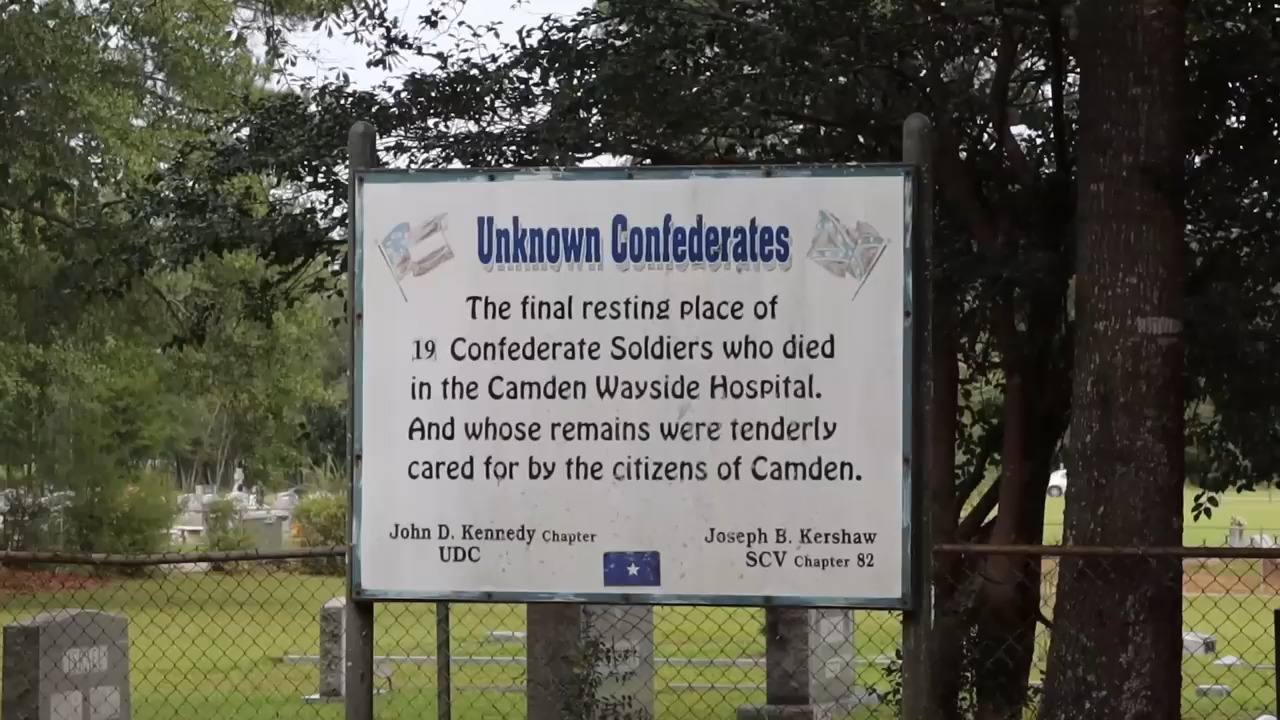 Unknown Confederates
The final resting place of
19 Confederate Soldiers who died
in the Camden Wayside Hospital.
And whose remains were tenderly
cared for by the citizens of Camden.
John D. Kennedy Chapter
UDC
Joseph B. Kershaw
SCV Chapter 82